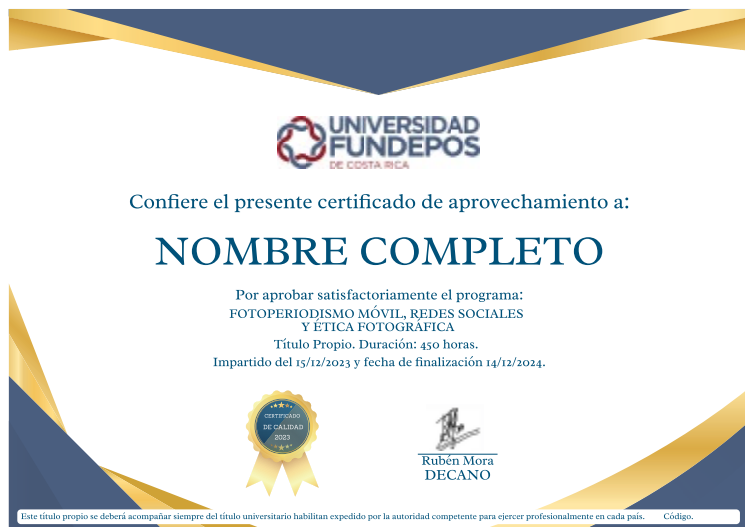 UNIVERSIDAD
FUNDEPOS
DE COSTA RICA
Confiere el presente certificado de aprovechamiento a:
NOMBRE COMPLETO
Por aprobar satisfactoriamente el programa:
FOTOPERIODISMO MÓVIL, REDES SOCIALES
Y ÉTICA FOTOGRÁFICA
Título Propio. Duración: 450 horas.
Impartido del 15/12/2023 y fecha de finalización 14/12/2024.
CERTIFICADO
DE CALIDAD
2023
Rubén Mora
DECANO
Este título propio se deberá acompañar siempre del título universitario habilitan expedido por la autoridad competente para ejercer profesionalmente en cada país. Código.